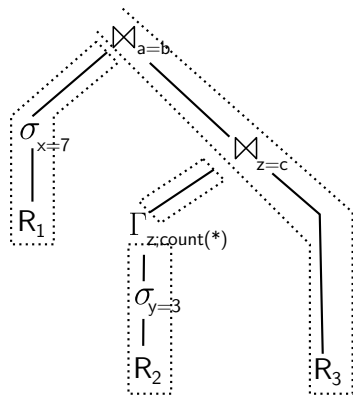 ⋈a=b
σx=7
⋈z=c
R1
Γz;count(*)
σy=3
R2
R3